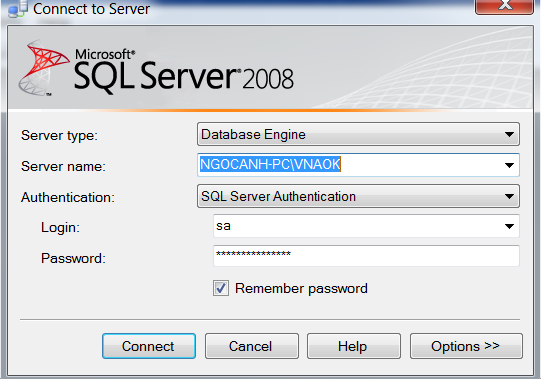 Connect to Server
Microsoft®
SQL Server® 2008
Server type: Database Engine
Server name: NGOCANH-PC\VNAOK
Authentication: SQL Server Authentication
Login: sa
Password: ***************
Remember password
Connect Cancel Help Options >>